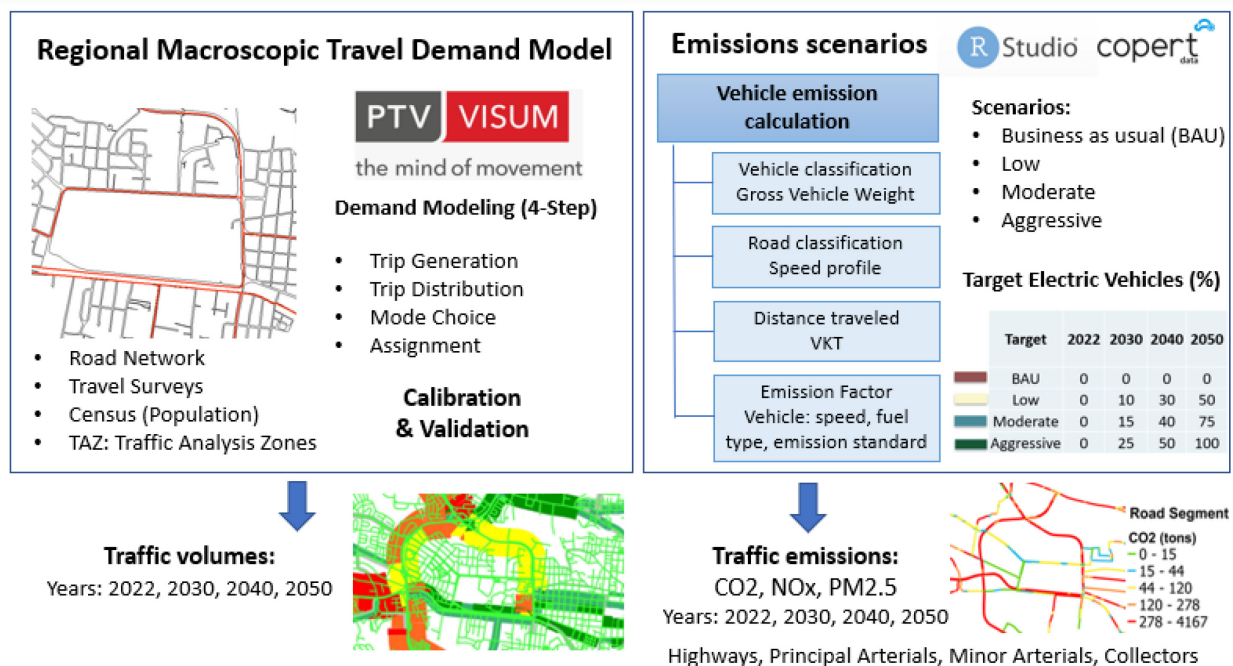 Regional Macroscopic Travel Demand Model
PTV VISUM
the mind of movement
Demand Modeling (4-Step)
• Trip Generation
• Trip Distribution
• Mode Choice
• Assignment
• Road Network
• Travel Surveys
• Census (Population)
• TAZ: Traffic Analysis Zones
Calibration
& Validation
Traffic volumes:
Years: 2022, 2030, 2040, 2050
Emissions scenarios
R Studio
copert
data
Vehicle emission
calculation
Vehicle classification
Gross Vehicle Weight
Road classification
Speed profile
Distance traveled
VKT
Emission Factor
Vehicle: speed, fuel
type, emission standard
Scenarios:
• Business as usual (BAU)
• Low
• Moderate
• Aggressive
Target Electric Vehicles (%)
Target 2022 2030 2040 2050
BAU 0 0 0 0
Low 0 10 30 50
Moderate 0 15 40 75
Aggressive 0 25 50 100
Traffic emissions:
CO2, NOx, PM2.5
Years: 2022, 2030, 2040, 2050
Road Segment
CO2 (tons)
0 - 15
15 - 44
44 - 120
120 - 278
278 - 4167
Highways, Principal Arterials, Minor Arterials, Collectors